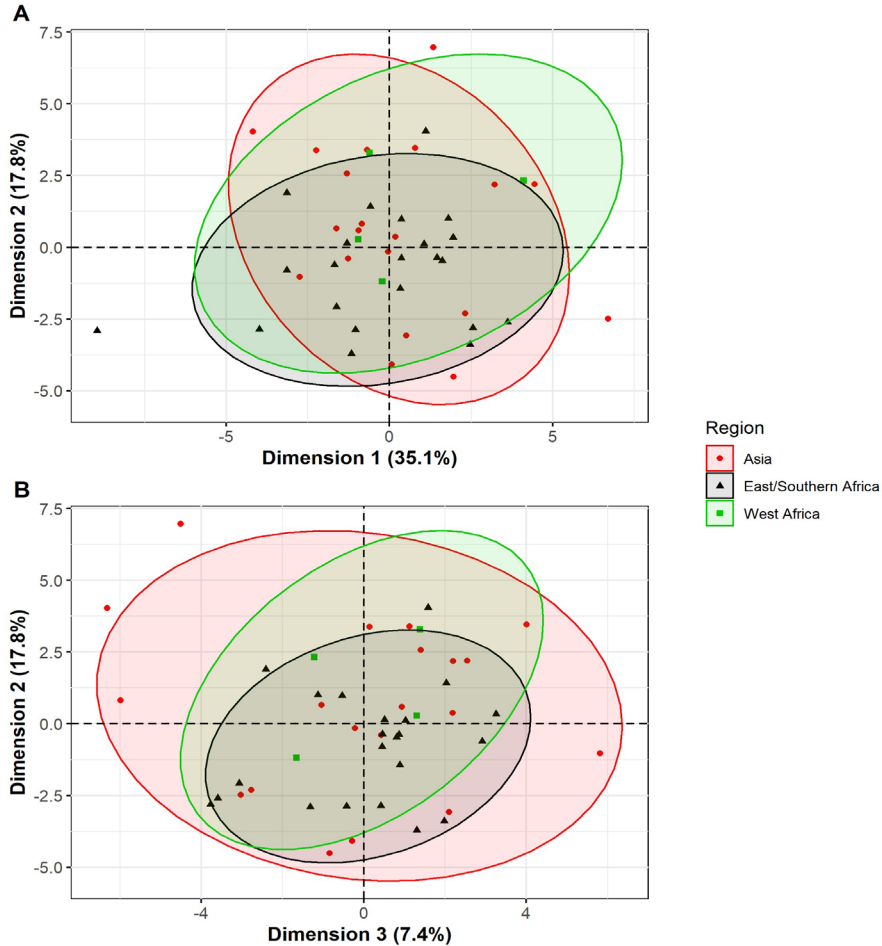 A
7.5
5.0
2.5
0.0
-2.5
-5.0
Dimension 2 (17.8%)
-5
0
5
Dimension 1 (35.1%)
B
7.5
5.0
2.5
0.0
-2.5
-5.0
Dimension 2 (17.8%)
-4
0
4
Dimension 3 (7.4%)
Region
Asia
East/Southern Africa
West Africa